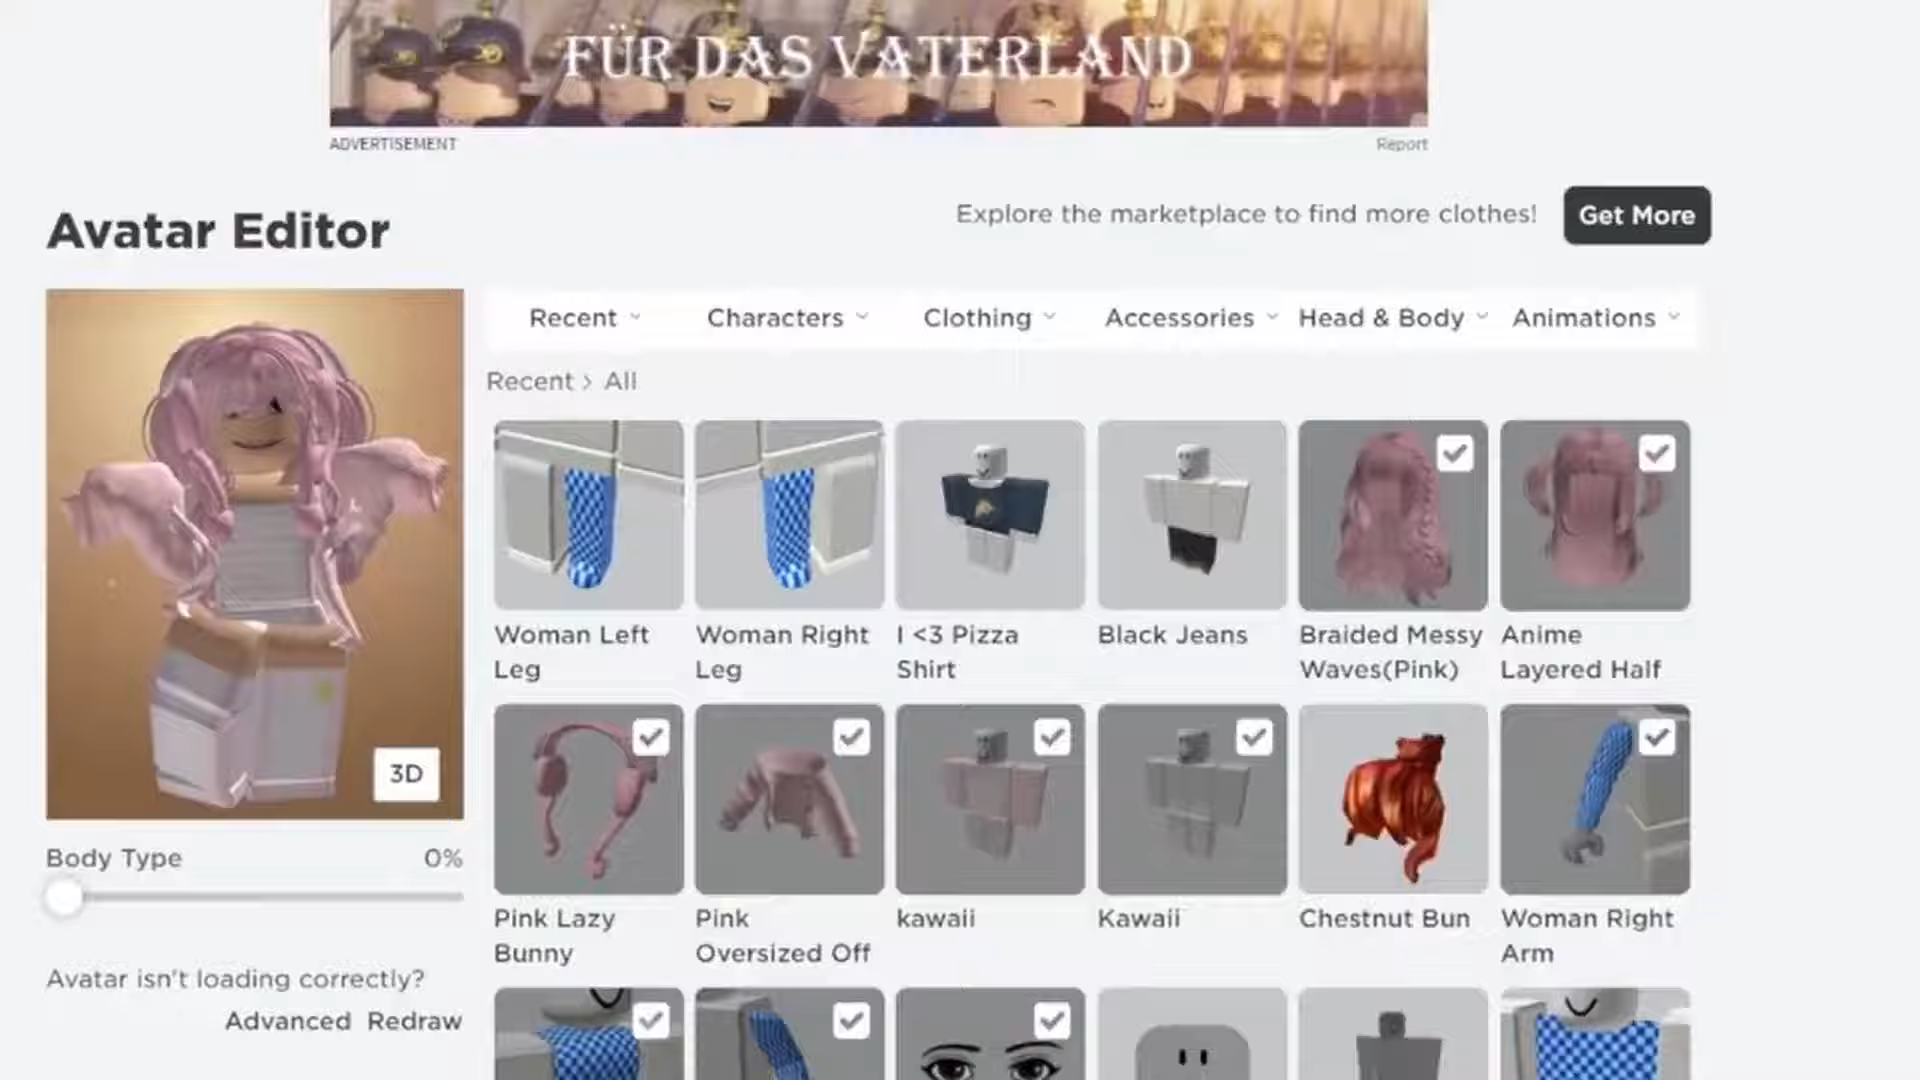 FÜR DAS VATERLAND
ADVERTISEMENT
Report
Avatar Editor
Explore the marketplace to find more clothes!
Get More
Recent
Characters
Clothing
Accessories
Head & Body
Animations
Recent > All
3D
Woman Left
Leg
Woman Right
Leg
I <3 Pizza
Shirt
Black Jeans
Braided Messy
Waves(Pink)
Anime
Layered Half
Pink Lazy
Bunny
Pink
Oversized Off
kawaii
Kawaii
Chestnut Bun
Woman Right
Arm
Body Type
0%
Avatar isn't loading correctly?
Advanced
Redraw